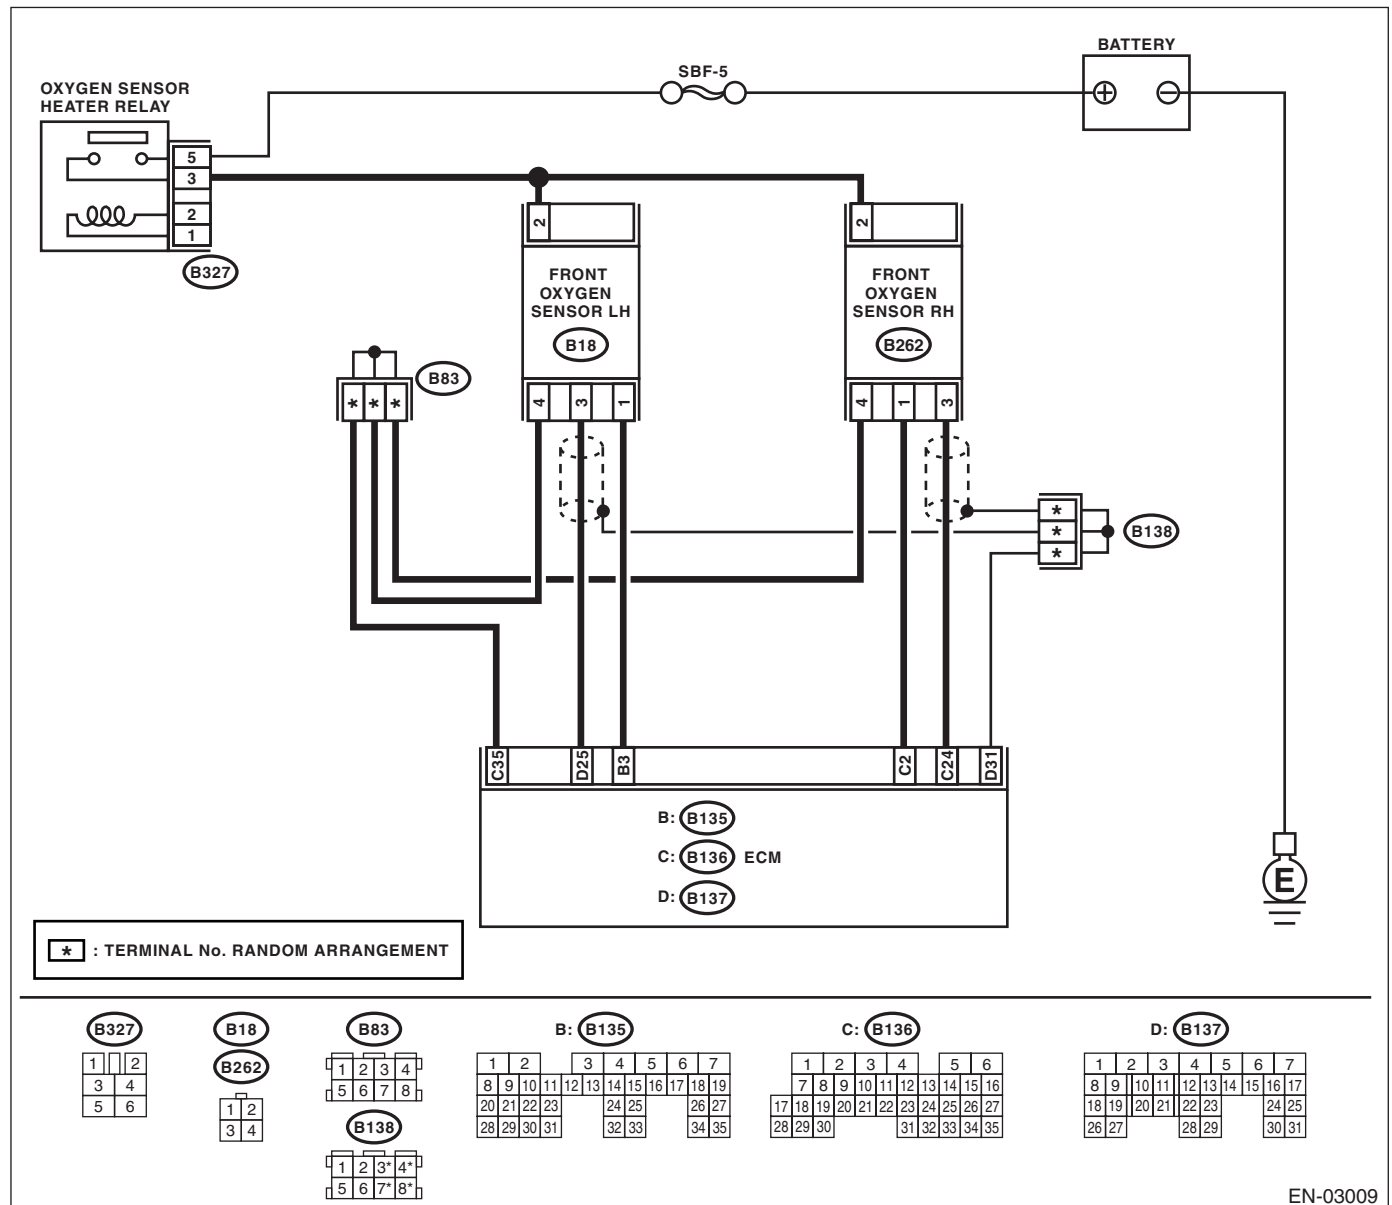 BATTERY
SBF-5
OXYGEN SENSOR
HEATER RELAY
+ −
5
3
2
1
B327
2
2
FRONT
OXYGEN
SENSOR LH
B18
FRONT
OXYGEN
SENSOR RH
B262
B83
* * *
4 3 1
4 1 3
*
*
*
B138
C35 D25 B3 C2 C24 D31
B: B135
C: B136 ECM
D: B137
E
* : TERMINAL No. RANDOM ARRANGEMENT
B327
1 2
3 4
5 6
B18
B262
1 2
3 4
B83
1 2 3 4
5 6 7 8
B138
1 2 3* 4*
5 6 7* 8*
B: B135
1 2 3 4 5 6 7
8 9 10 11 12 13 14 15 16 17 18 19
20 21 22 23 24 25 26 27
28 29 30 31 32 33 34 35
C: B136
1 2 3 4 5 6
7 8 9 10 11 12 13 14 15 16
17 18 19 20 21 22 23 24 25 26 27
28 29 30 31 32 33 34 35
D: B137
1 2 3 4 5 6 7
8 9 10 11 12 13 14 15 16 17
18 19 20 21 22 23 24 25
26 27 28 29 30 31
EN-03009